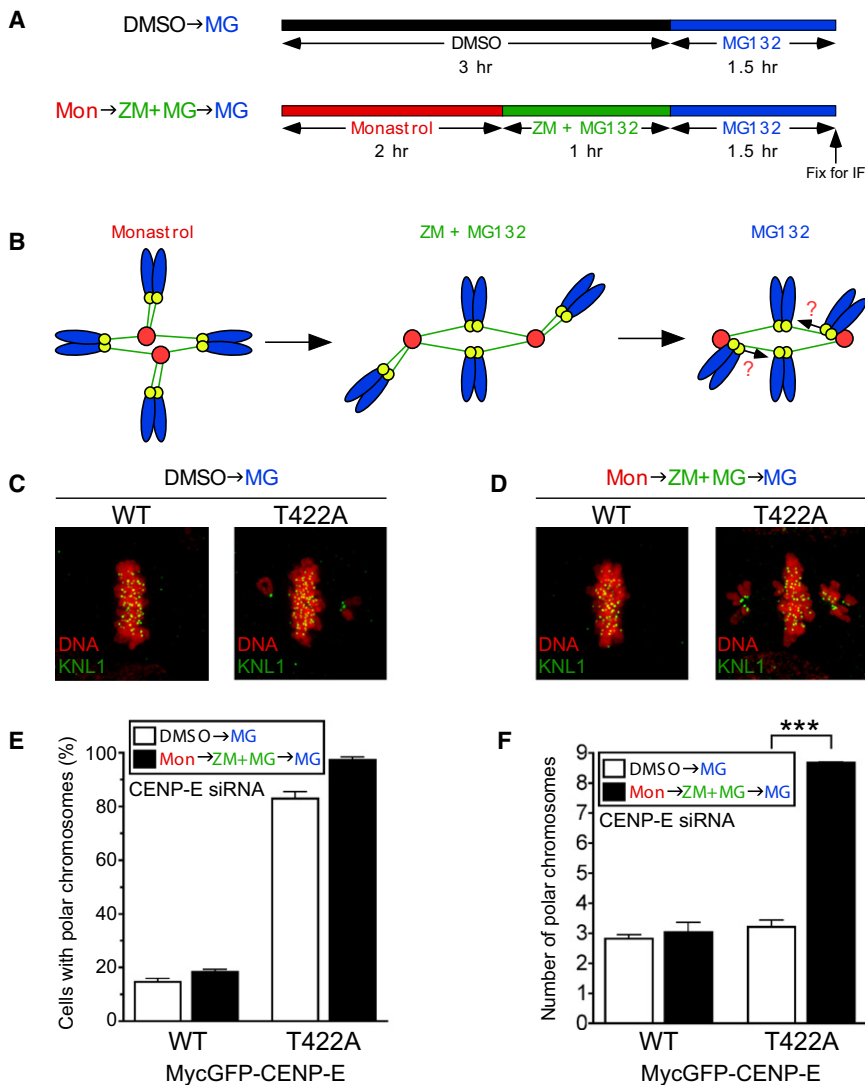 A
DMSO→MG
DMSO
3 hr
MG132
1.5 hr
Mon→ZM+MG→MG
Monastrol
2 hr
ZM + MG132
1 hr
MG132
1.5 hr
Fix for IF
B
Monastrol
ZM + MG132
MG132
?
?
C
DMSO→MG
WT
T422A
DNA
KNL1
DNA
KNL1
D
Mon→ZM+MG→MG
WT
T422A
DNA
KNL1
DNA
KNL1
E
Cells with polar chromosomes (%)
100
80
60
40
20
0
DMSO→MG
Mon→ZM+MG→MG
CENP-E siRNA
WT
T422A
MycGFP-CENP-E
F
Number of polar chromosomes
9
8
7
6
5
4
3
2
1
0
***
DMSO→MG
Mon→ZM+MG→MG
CENP-E siRNA
WT
T422A
MycGFP-CENP-E